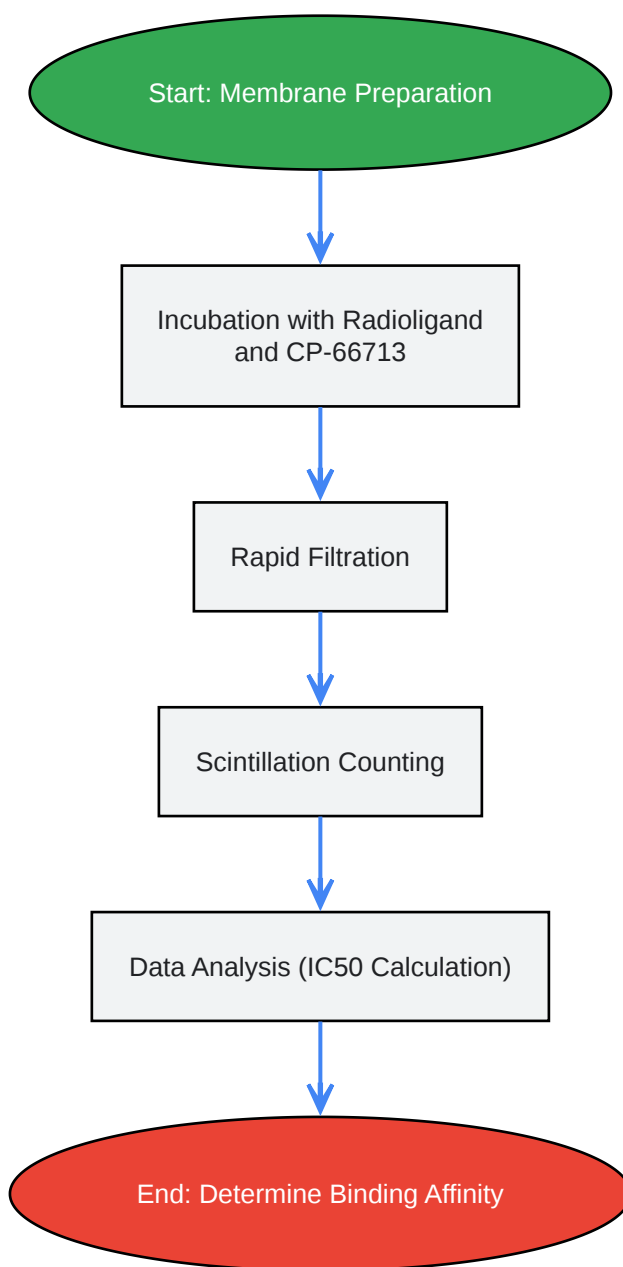 Start: Membrane Preparation
Incubation with Radioligand
and CP-66713
Rapid Filtration
Scintillation Counting
Data Analysis (IC50 Calculation)
End: Determine Binding Affinity